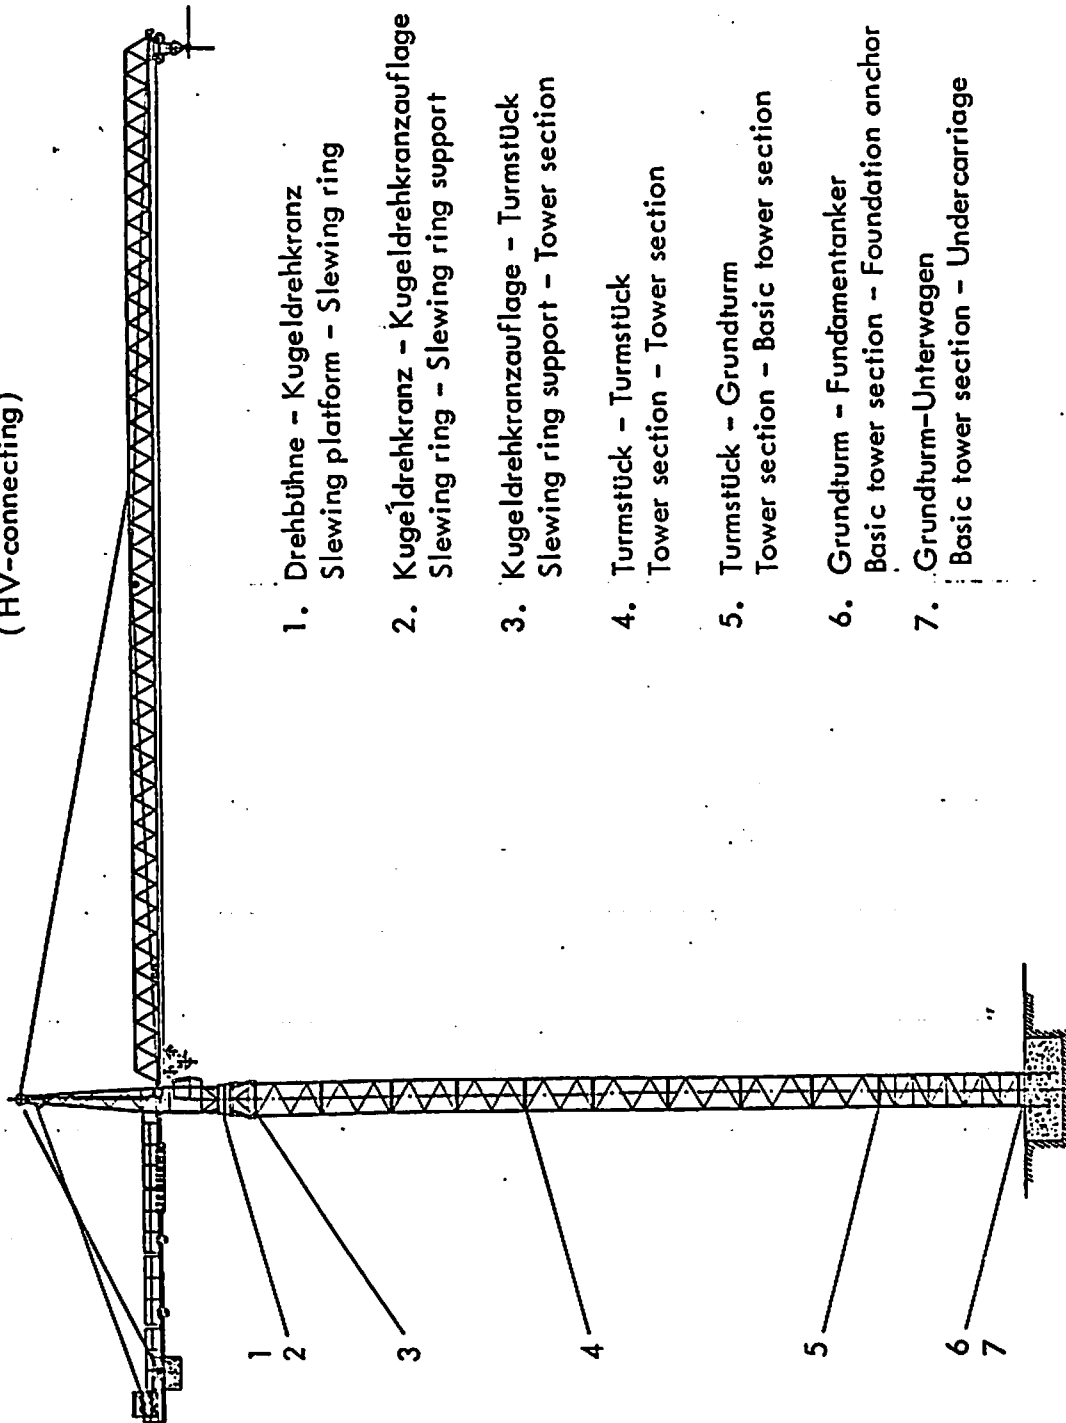 (HV-connecting)
1. Drehbühne - Kugeldrehkranz
Slewing platform - Slewing ring
2. Kugeldrehkranz - Kugeldrehkranzauflage
Slewing ring - Slewing ring support
3. Kugeldrehkranzauflage - Turmstück
Slewing ring support - Tower section
4. Turmstück - Turmstück
Tower section - Tower section
5. Turmstück - Grundturm
Tower section - Basic tower section
6. Grundturm - Fundamentanker
Basic tower section - Foundation anchor
7. Grundturm-Unterwagen
Basic tower section - Undercarriage
1
2
3
4
5
6
7